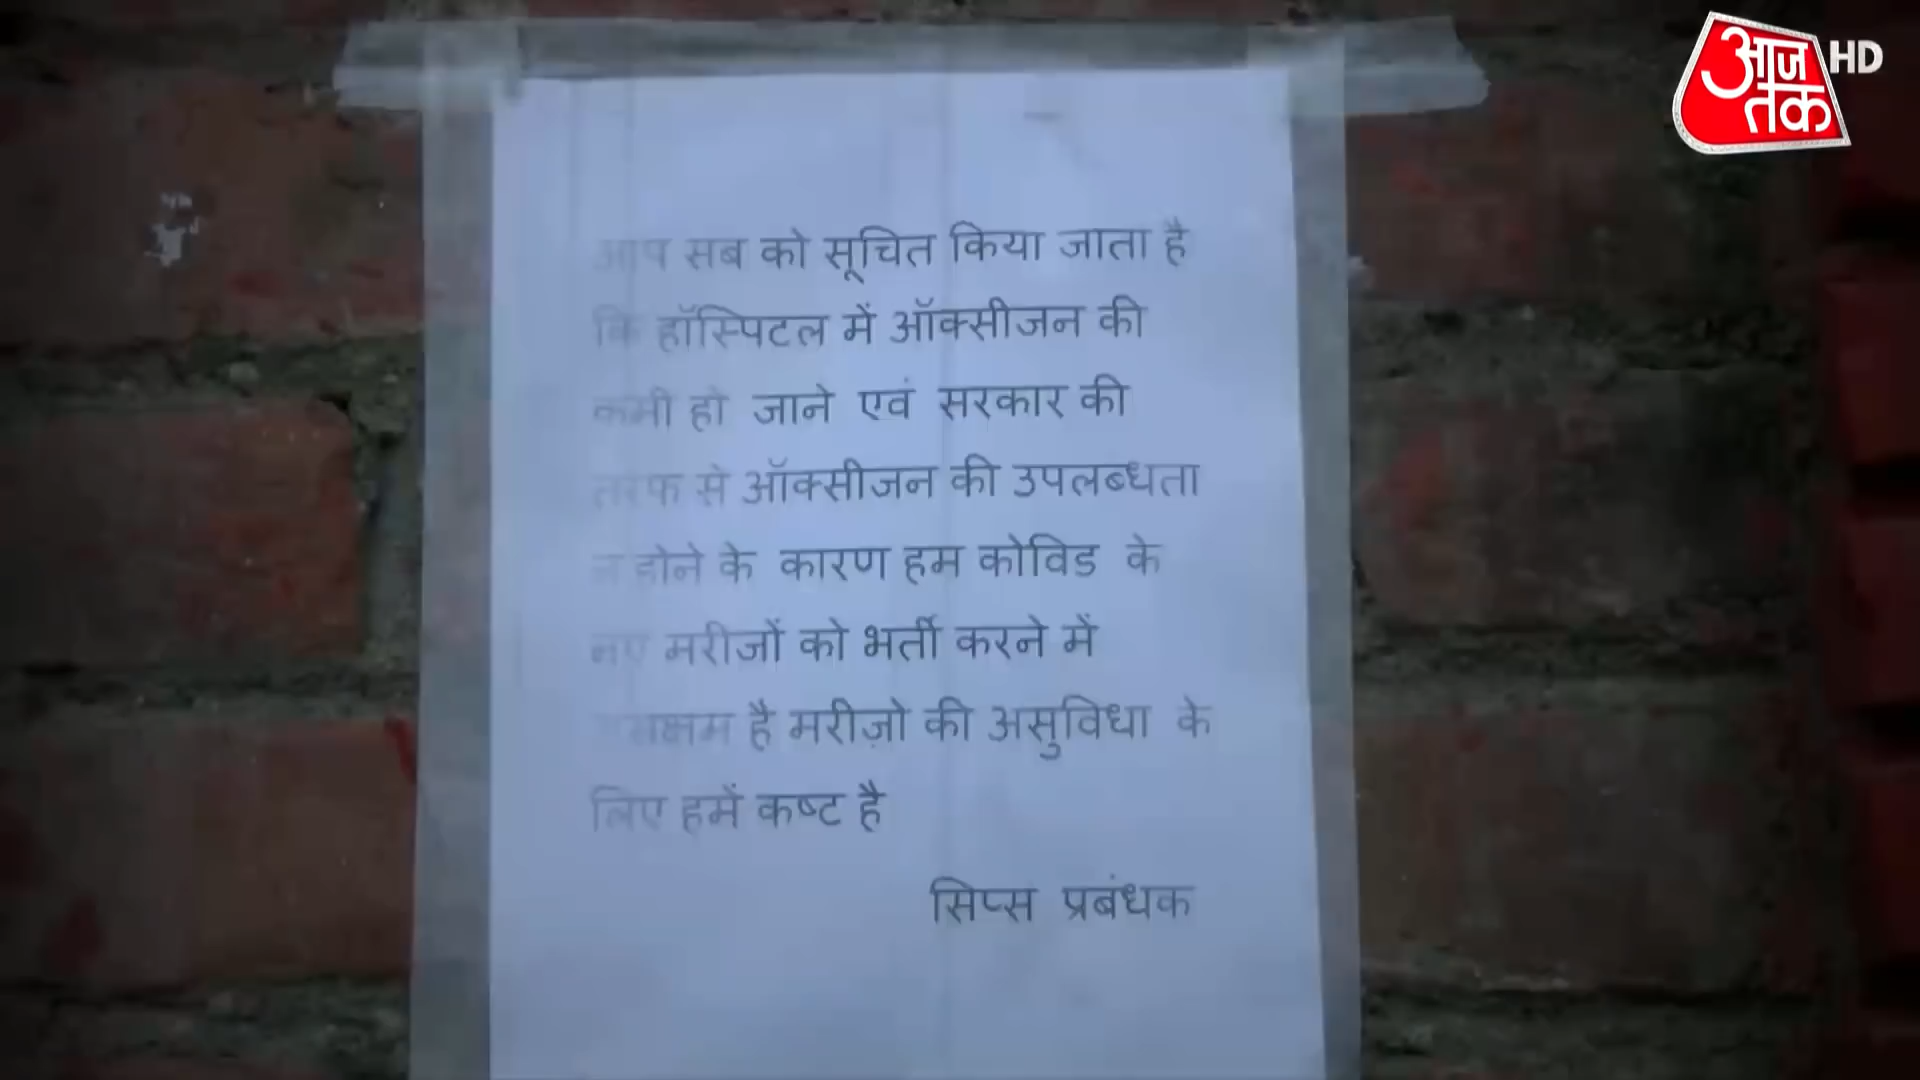 आज
तक
HD
आप सब को सूचित किया जाता है
कि हॉस्पिटल में ऑक्सीजन की
कमी हो जाने एवं सरकार की
तरफ से ऑक्सीजन की उपलब्धता
न होने के कारण हम कोविड के
नए मरीजों को भर्ती करने में
है मरीज़ो की असुविधा के
लिए हमें कष्ट है
सिप्स प्रबंधक